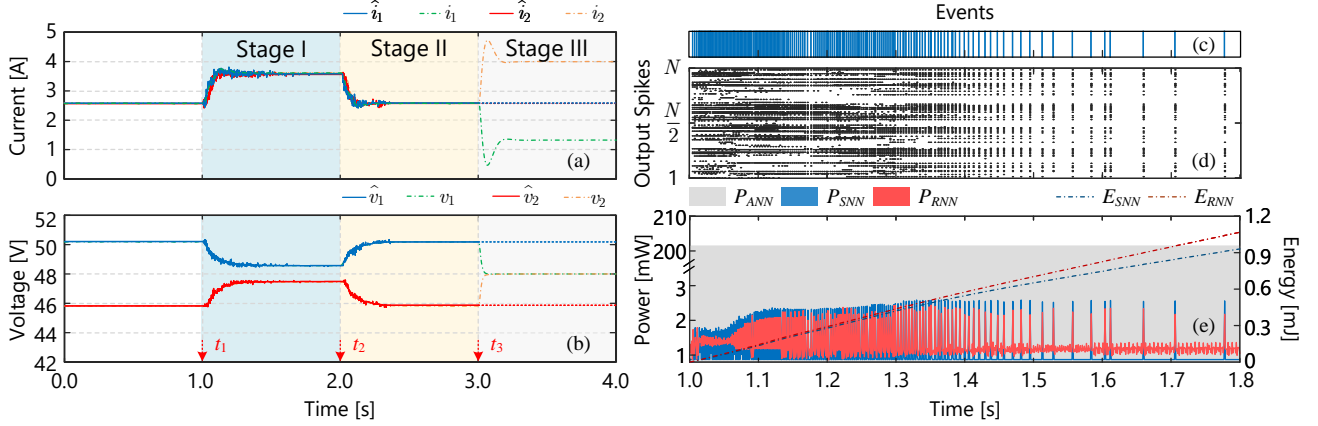 î₁ i₁ î₂ i₂
Current [A]
5
4
3
2
1
0
Stage I
Stage II
Stage III
(a)
v̂₁ v₁ v̂₂ v₂
Voltage [V]
52
50
48
46
44
42
t₁
t₂
t₃
(b)
0.0 1.0 2.0 3.0 4.0
Time [s]
Events
(c)
Output Spikes
N
N
2
1
(d)
P_ANN P_SNN P_RNN E_SNN E_RNN
Power [mW]
210
200
3
2
1
Energy [mJ]
1.2
0.9
0.6
0.3
0
(e)
1.0 1.1 1.2 1.3 1.4 1.5 1.6 1.7 1.8
Time [s]